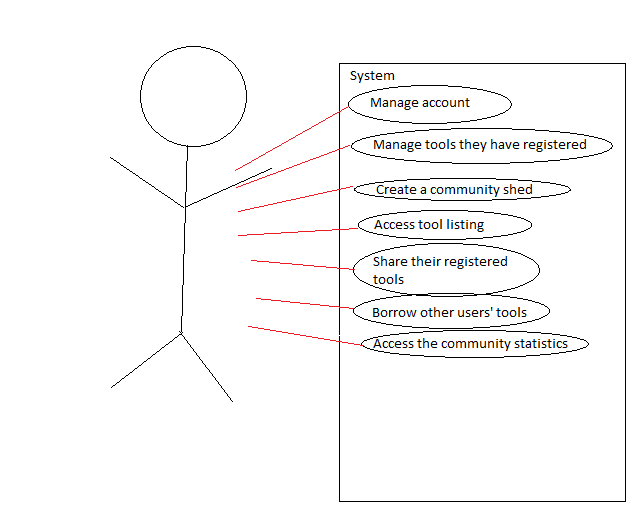 System
Manage account
Manage tools they have registered
Create a community shed
Access tool listing
Share their registered
tools
Borrow other users' tools
Access the community statistics